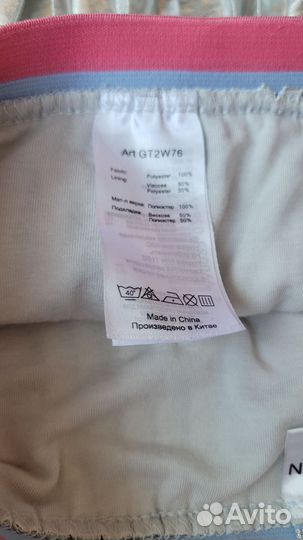 Art GT2W76
Fabric Polyester 100%
Lining Viscose 50%
Polyester 50%
Мат-л верха Полиэстер 100%
Подкладка Вискоза 50%
Полиэстер 50%
40°
Made in China
Произведено в Китае
N
Avito